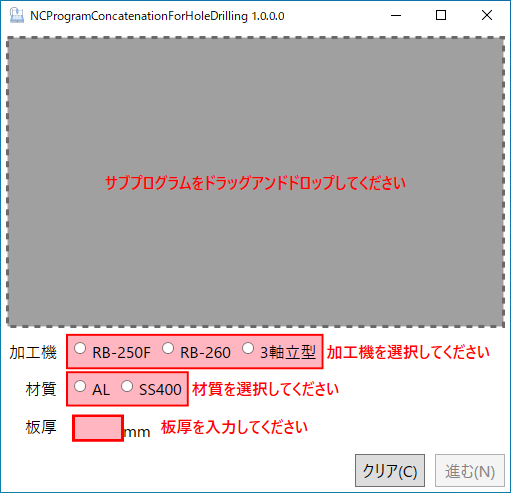 NCProgramConcatenationForHoleDrilling 1.0.0.0
サブプログラムをドラッグアンドドロップしてください
加工機 RB-250F RB-260 3軸立型 加工機を選択してください
材質 AL SS400 材質を選択してください
板厚 mm 板厚を入力してください
クリア(C) 進む(N)